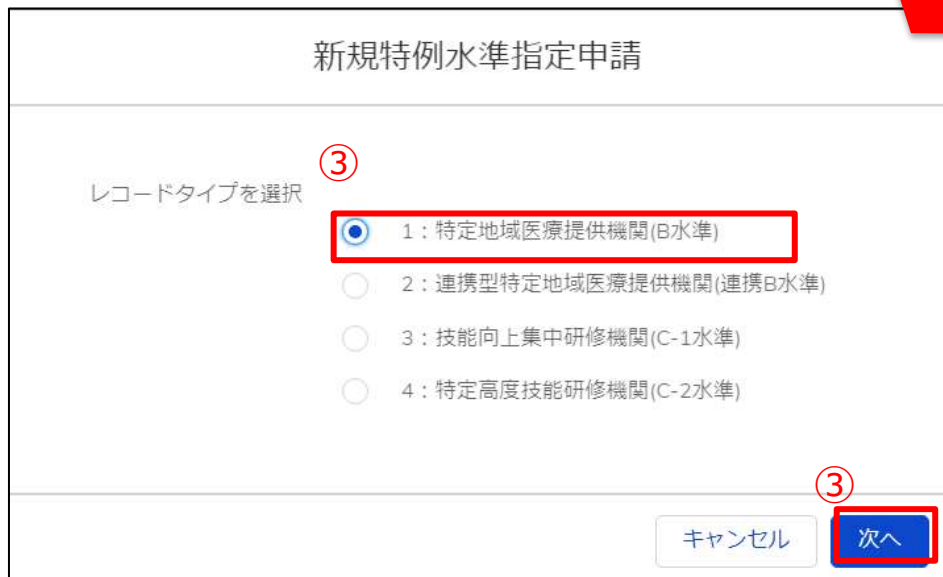 新規特例水準指定申請
③
レコードタイプを選択
1：特定地域医療提供機関(B水準)
2：連携型特定地域医療提供機関(連携B水準)
3：技能向上集中研修機関(C-1水準)
4：特定高度技能研修機関(C-2水準)
③
キャンセル
次へ